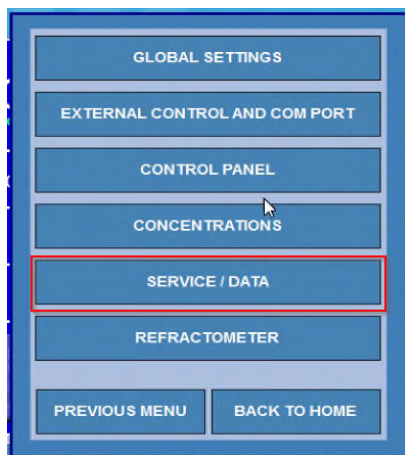 GLOBAL SETTINGS
EXTERNAL CONTROL AND COM PORT
CONTROL PANEL
CONCENTRATIONS
SERVICE / DATA
REFRACTOMETER
PREVIOUS MENU BACK TO HOME